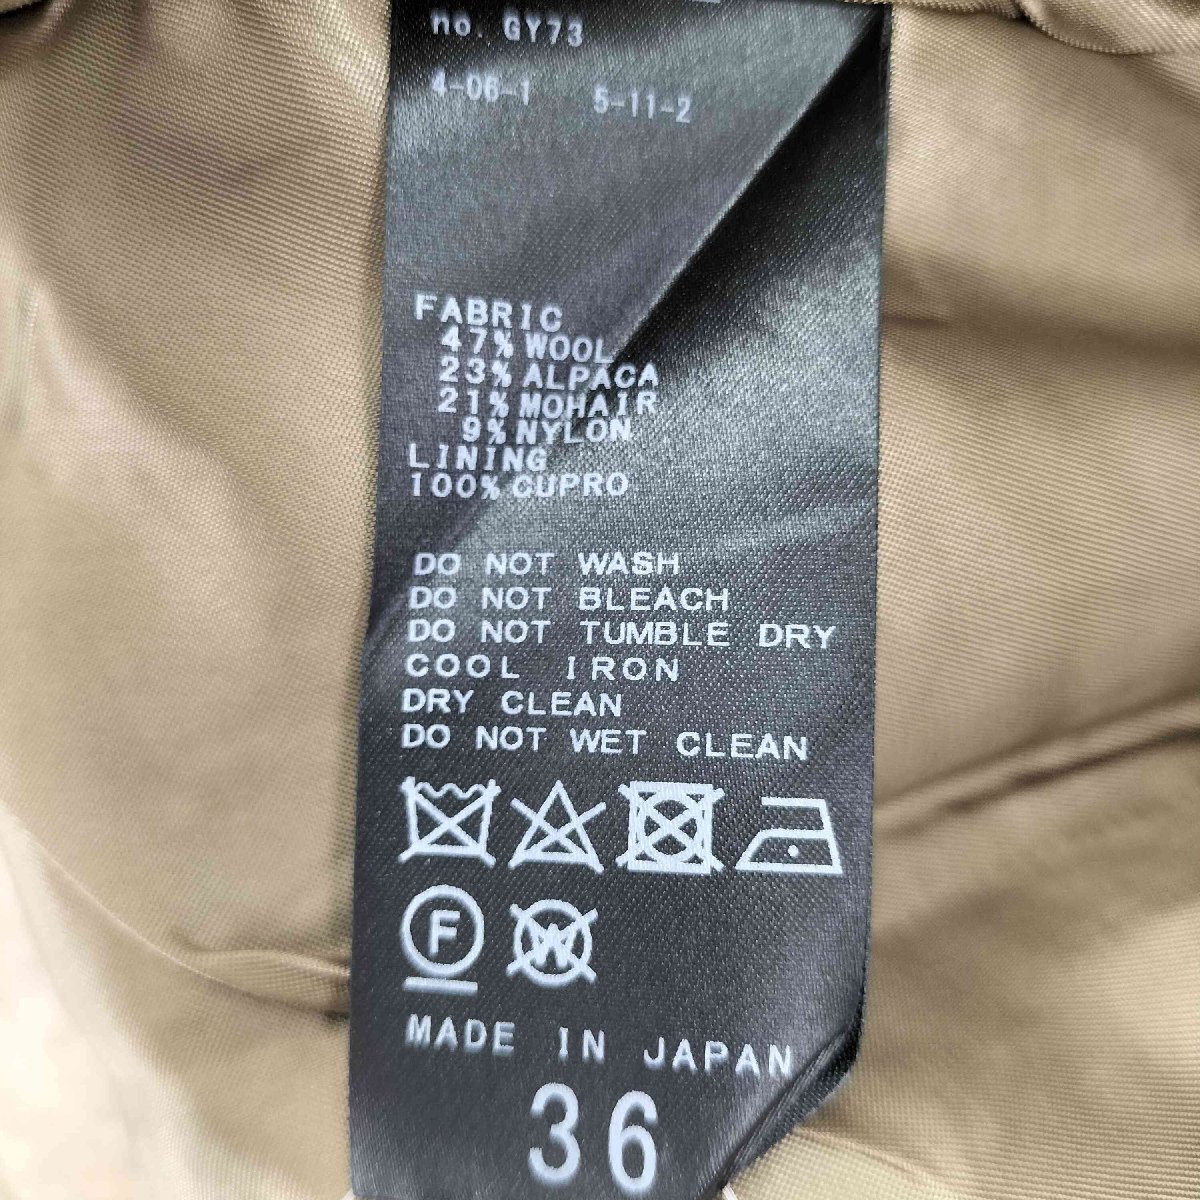 no. GY73
4-06-1 5-11-2
FABRIC
47% WOOL
23% ALPACA
21% MOHAIR
9% NYLON
LINING
100% CUPRO
DO NOT WASH
DO NOT BLEACH
DO NOT TUMBLE DRY
COOL IRON
DRY CLEAN
DO NOT WET CLEAN
F W
MADE IN JAPAN
36